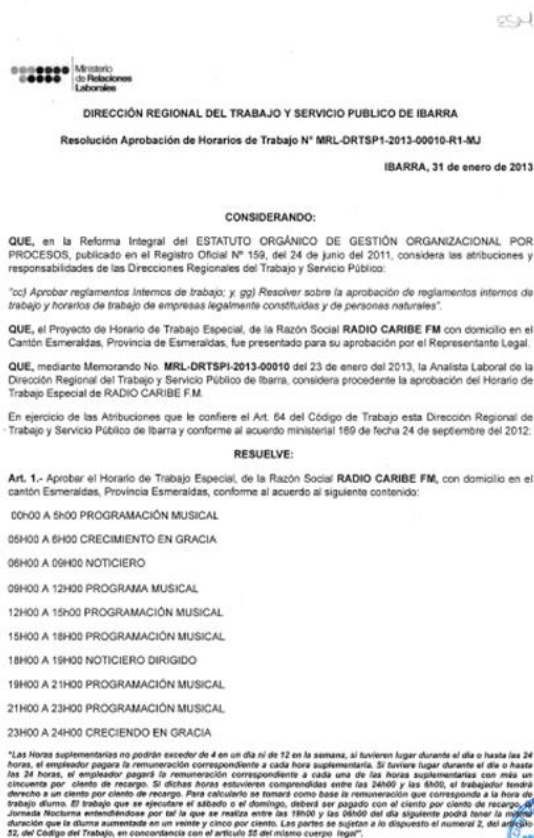 ESM
Ministerio
de Relaciones
Laborales
DIRECCIÓN REGIONAL DEL TRABAJO Y SERVICIO PUBLICO DE IBARRA
Resolución Aprobación de Horarios de Trabajo N° MRL-DRTSP1-2013-00010-R1-MJ
IBARRA, 31 de enero de 2013
CONSIDERANDO:
QUE, en la Reforma Integral del ESTATUTO ORGÁNICO DE GESTIÓN ORGANIZACIONAL POR
PROCESOS, publicado en el Registro Oficial Nº 159, del 24 de junio del 2011, considera las atribuciones y
responsabilidades de las Direcciones Regionales del Trabajo y Servicio Público:
"cc) Aprobar reglamentos Internos de trabajo; y, gg) Resolver sobre la aprobación de reglamentos internos de
trabajo y horarios de trabajo de empresas legalmente constituidas y de personas naturales".
QUE, el Proyecto de Horario de Trabajo Especial, de la Razón Social RADIO CARIBE FM con domicilio en el
Cantón Esmeraldas, Provincia de Esmeraldas, fue presentado para su aprobación por el Representante Legal.
QUE, mediante Memorando No. MRL-DRTSPI-2013-00010 del 23 de enero del 2013, la Analista Laboral de la
Dirección Regional del Trabajo y Servicio Público de Ibarra, considera procedente la aprobación del Horario de
Trabajo Especial de RADIO CARIBE F.M.
En ejercicio de las Atribuciones que le confiere el Art. 64 del Código de Trabajo esta Dirección Regional de
Trabajo y Servicio Público de Ibarra y conforme al acuerdo ministerial 169 de fecha 24 de septiembre del 2012:
RESUELVE:
Art. 1.- Aprobar el Horario de Trabajo Especial, de la Razón Social RADIO CARIBE FM, con domicilio en el
cantón Esmeraldas, Provincia Esmeraldas, conforme al acuerdo al siguiente contenido:
00h00 A 5h00 PROGRAMACIÓN MUSICAL
05H00 A 6H00 CRECIMIENTO EN GRACIA
06H00 A 09H00 NOTICIERO
09H00 A 12H00 PROGRAMA MUSICAL
12H00 A 15h00 PROGRAMACIÓN MUSICAL
15H00 A 18H00 PROGRAMACIÓN MUSICAL
18H00 A 19H00 NOTICIERO DIRIGIDO
19H00 A 21H00 PROGRAMACIÓN MUSICAL
21H00 A 23H00 PROGRAMACIÓN MUSICAL
23H00 A 24H00 CRECIENDO EN GRACIA
"Las Horas suplementarias no podrán exceder de 4 en un día ni de 12 en la semana, si tuvieren lugar durante el día o hasta las 24
horas, el empleador pagara la remuneración correspondiente a cada hora suplementaria. Si tuviere lugar durante el día o hasta
las 24 horas, el empleador pagará la remuneración correspondiente a cada una de las horas suplementarias con más un
cincuenta por ciento de recargo. Si dichas horas estuvieren comprendidas entre las 24H00 y las 6H00, el trabajador tendrá
derecho a un ciento por ciento de recargo. Para calcularlo se tomará como base la remuneración que corresponda a la hora de
trabajo diurno. El trabajo que se ejecutare el sábado o el domingo, deberá ser pagado con el ciento por ciento de recargo.
Jornada Nocturna entendiéndose por tal la que se realiza entre las 19h00 y las 06h00 del día siguiente podrá tener la misma
duración que la diurna aumentada en un veinte y cinco por ciento. Las partes se sujetan a lo dispuesto el numeral 2, del artículo
52, del Código del Trabajo, en concordancia con el artículo 55 del mismo cuerpo legal".